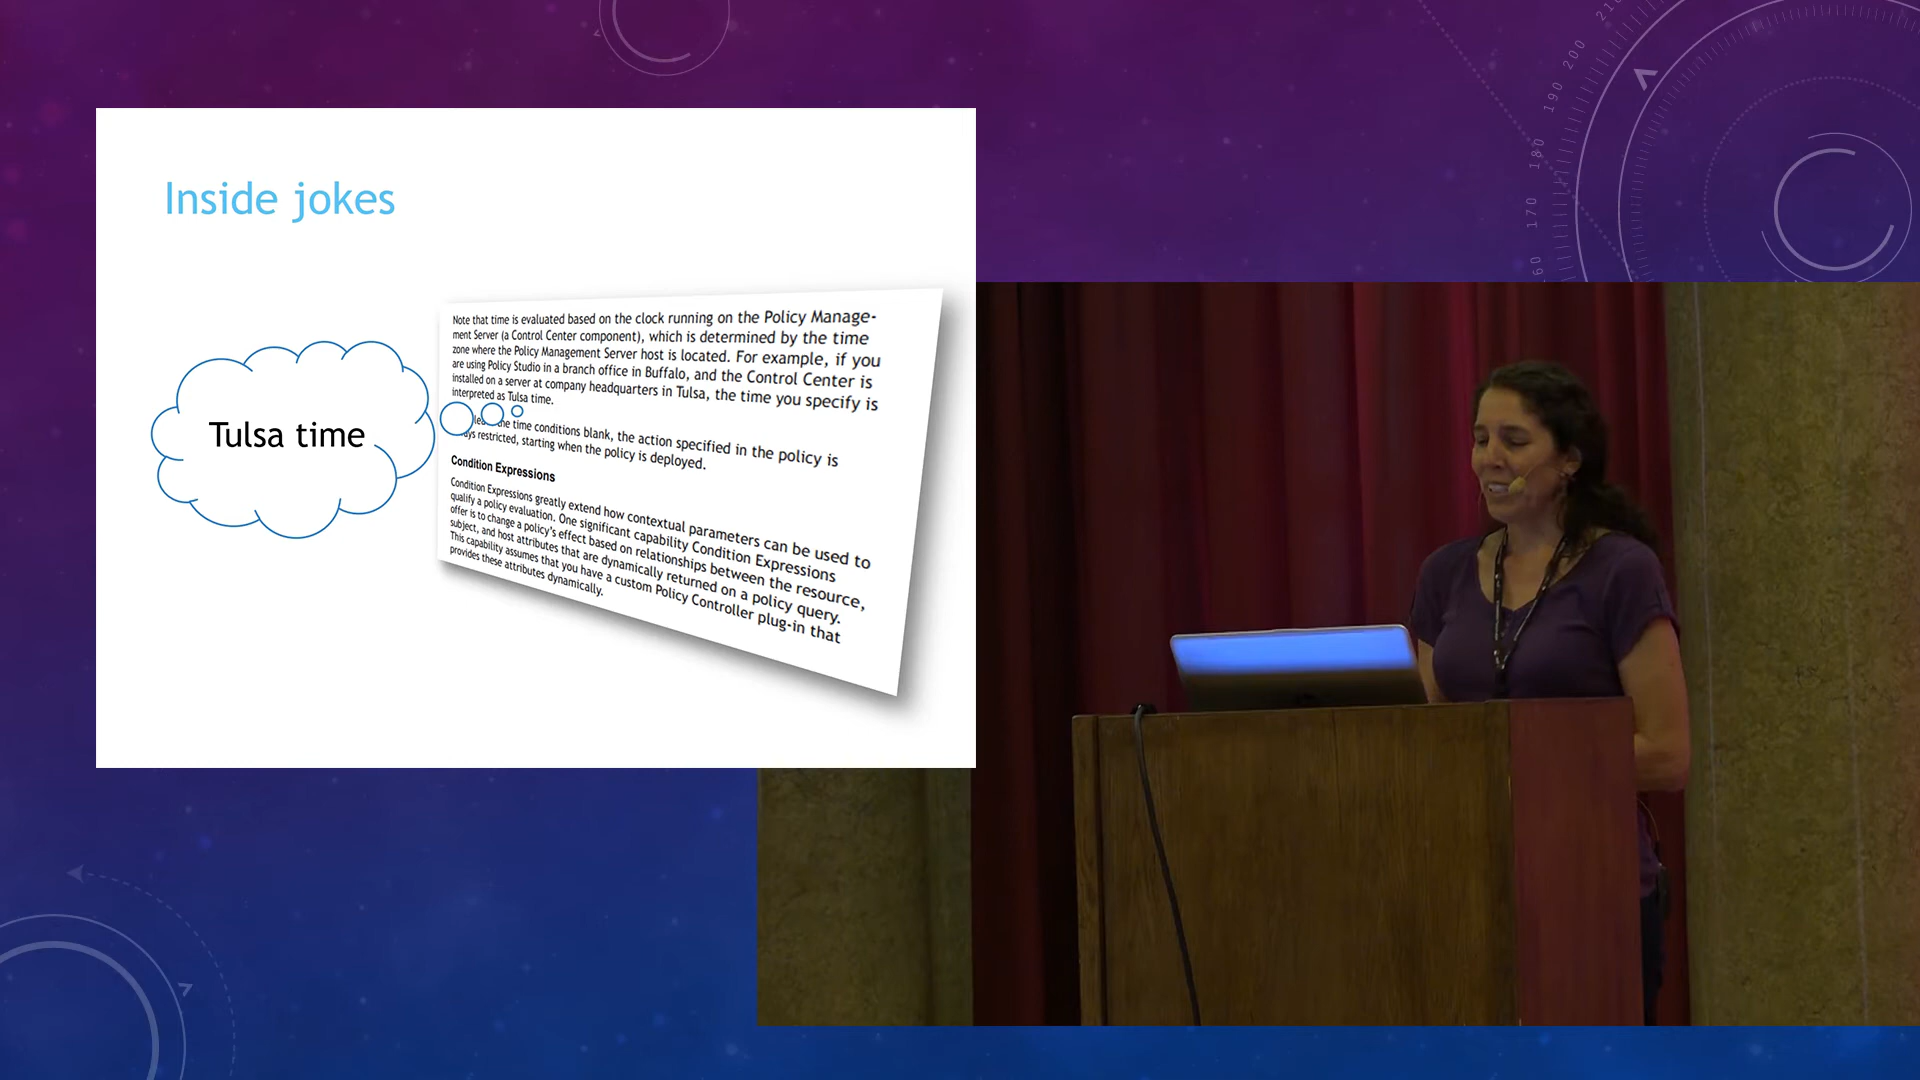 Inside jokes
Tulsa time
Note that time is evaluated based on the clock running on the Policy Manage-
ment Server (a Control Center component), which is determined by the time
zone where the Policy Management Server host is located. For example, if you
are using Policy Studio in a branch office in Buffalo, and the Control Center is
installed on a server at company headquarters in Tulsa, the time you specify is
interpreted as Tulsa time.
time conditions blank, the action specified in the policy is
restricted, starting when the policy is deployed.
Condition Expressions
Condition Expressions greatly extend how contextual parameters can be used to
qualify a policy evaluation. One significant capability Condition Expressions
offer is to change a policy's effect based on relationships between the resource,
subject, and host attributes that are dynamically returned on a policy query.
This capability assumes that you have a custom Policy Controller plug-in that
provides these attributes dynamically.
200
190
180
170